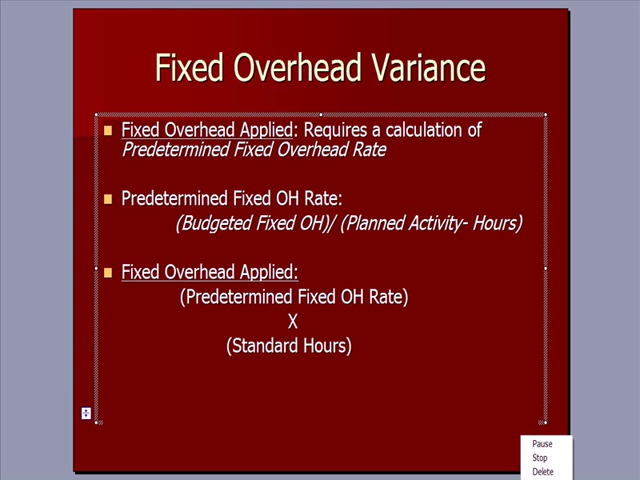 Fixed Overhead Variance
Fixed Overhead Applied: Requires a calculation of
Predetermined Fixed Overhead Rate
Predetermined Fixed OH Rate:
(Budgeted Fixed OH)/ (Planned Activity- Hours)
Fixed Overhead Applied:
(Predetermined Fixed OH Rate)
X
(Standard Hours)
Pause
Stop
Delete